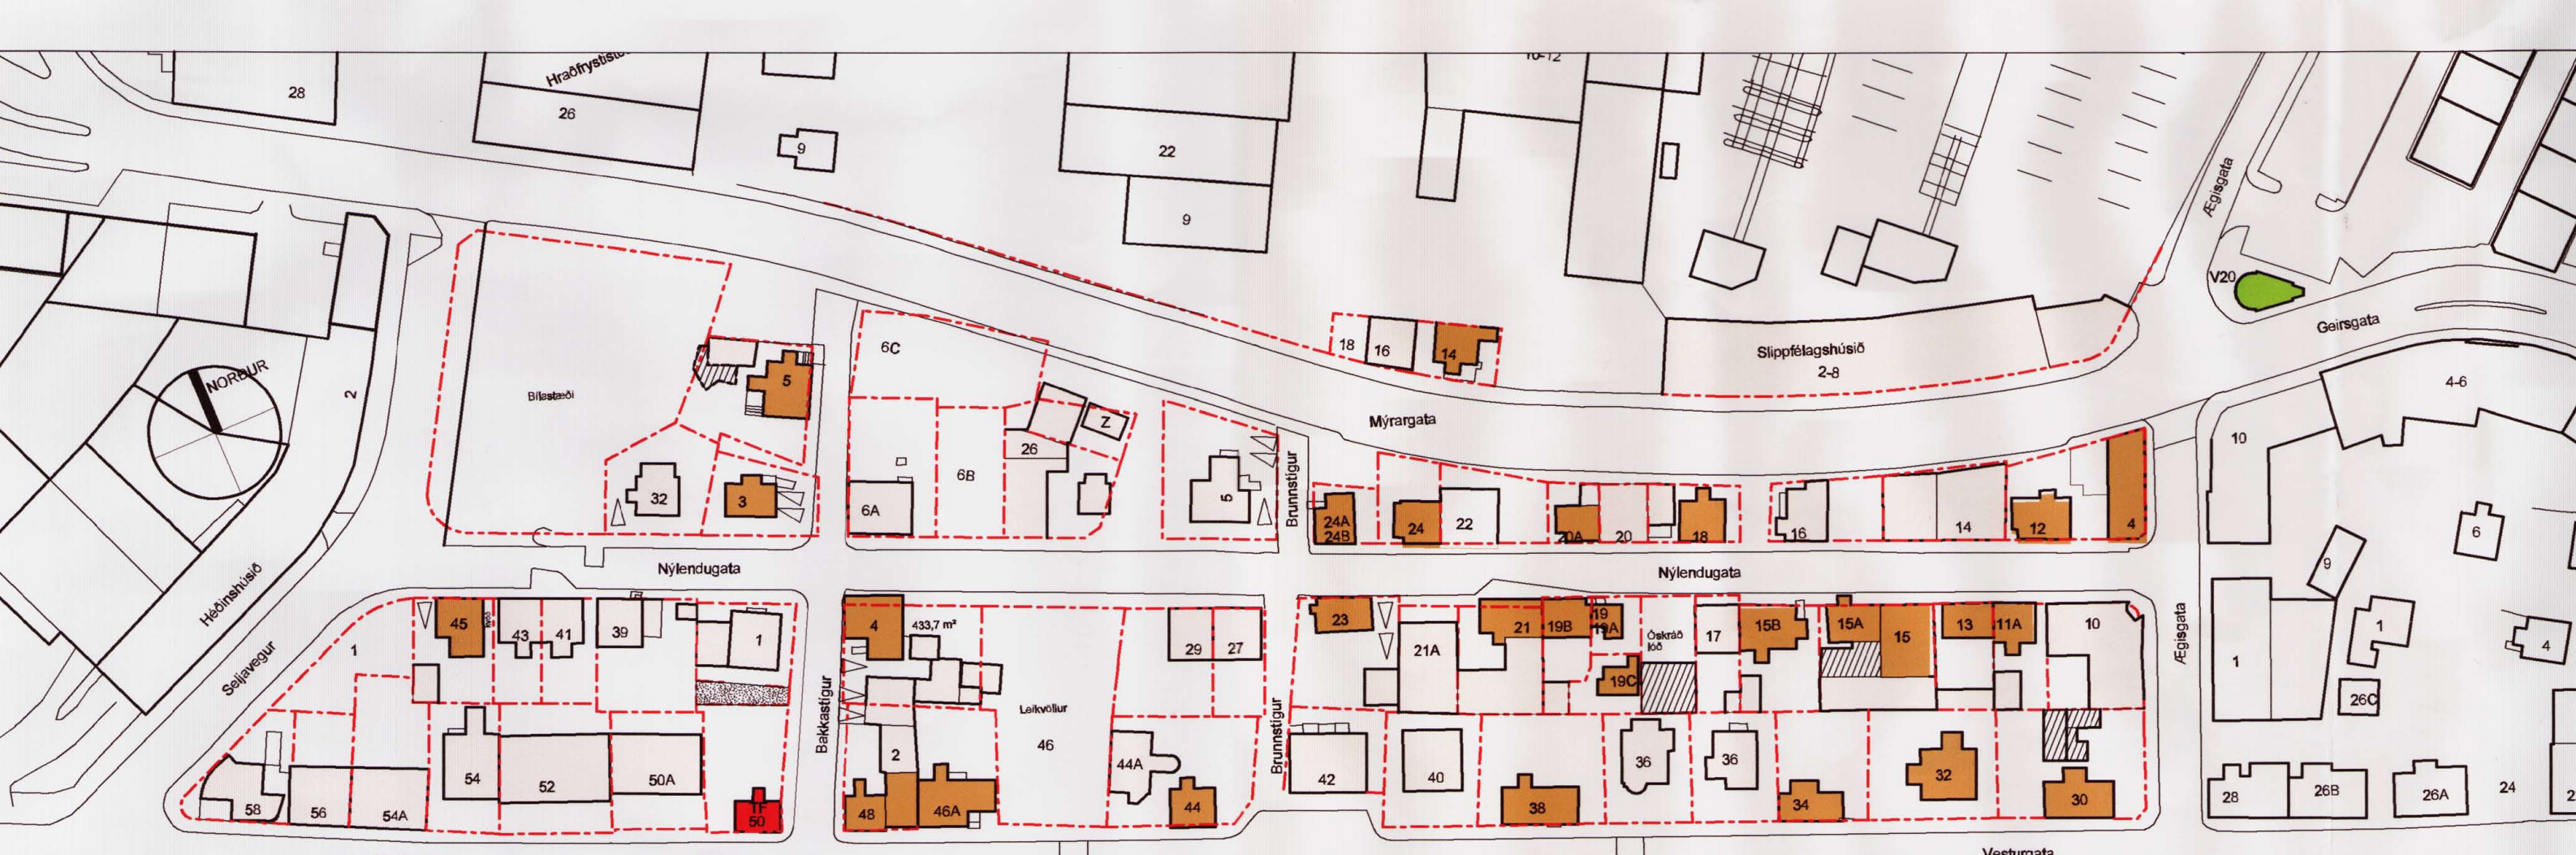 28
Hraðfrystistö
26
9
22
9
10-12
Ægisgata
V20
Geirsgata
NORÐUR
2
Bílastæði
5
32
3
6C
6A
6B
26
Z
5
Brunnstígur
18
16
14
Slippfélagshúsið
2-8
Mýrargata
24A
24B
24
22
20A
20
18
16
14
12
4
10
4-6
6
9
1
1
4
26C
28
26B
26A
24
2
Héðinshúsið
Seljavegur
Nýlendugata
Nýlendugata
Ægisgata
1
45
43
41
39
1
58
56
54A
54
52
50A
TF
50
Bakkastígur
4
433,7 m²
2
48
46A
Leikvöllur
46
29
27
44A
44
Brunnstígur
23
21A
21
19B
19
19A
19C
Óskráð
lóð
17
15B
15A
15
13
11A
10
42
40
38
36
36
34
32
30
Vesturgata